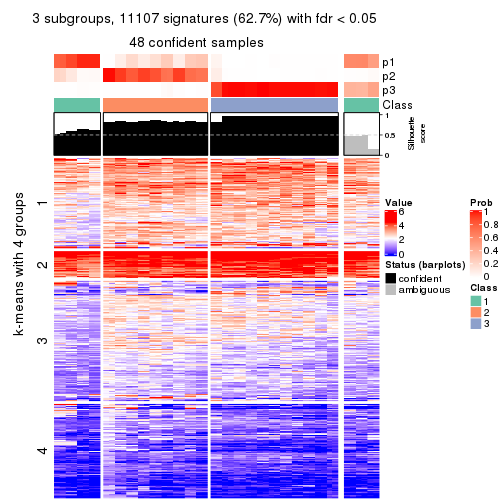 3 subgroups, 11107 signatures (62.7%) with fdr < 0.05
48 confident samples
p1
p2
p3
Class
1
0.5
0
Silhouette
score
k-means with 4 groups
1
2
3
4
Value
6
4
2
0
Status (barplots)
confident
ambiguous
Prob
1
0.8
0.6
0.4
0.2
0
Class
1
2
3